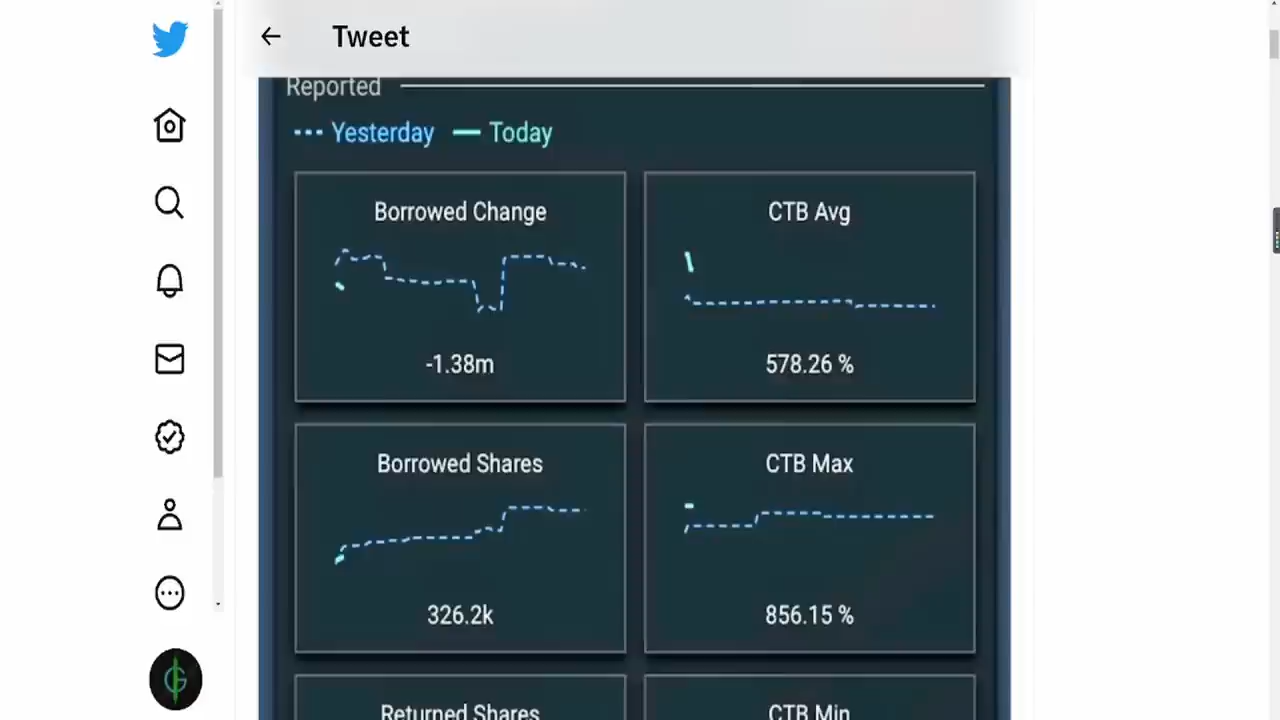 Tweet
Reported
Yesterday Today
Borrowed Change
-1.38m
CTB Avg
578.26 %
Borrowed Shares
326.2k
CTB Max
856.15 %
Returned Shares
CTB Min